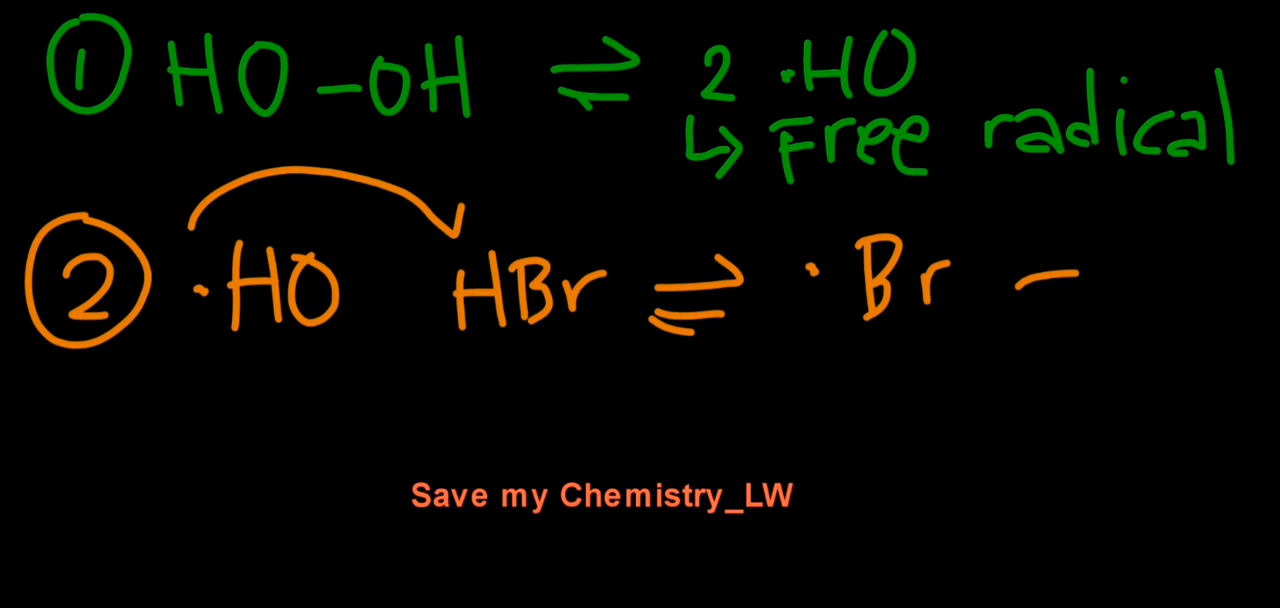 ① HO-OH ⇌ 2 ·HO
↳ Free radical
② ·HO HBr ⇌ ·Br -
Save my Chemistry_LW